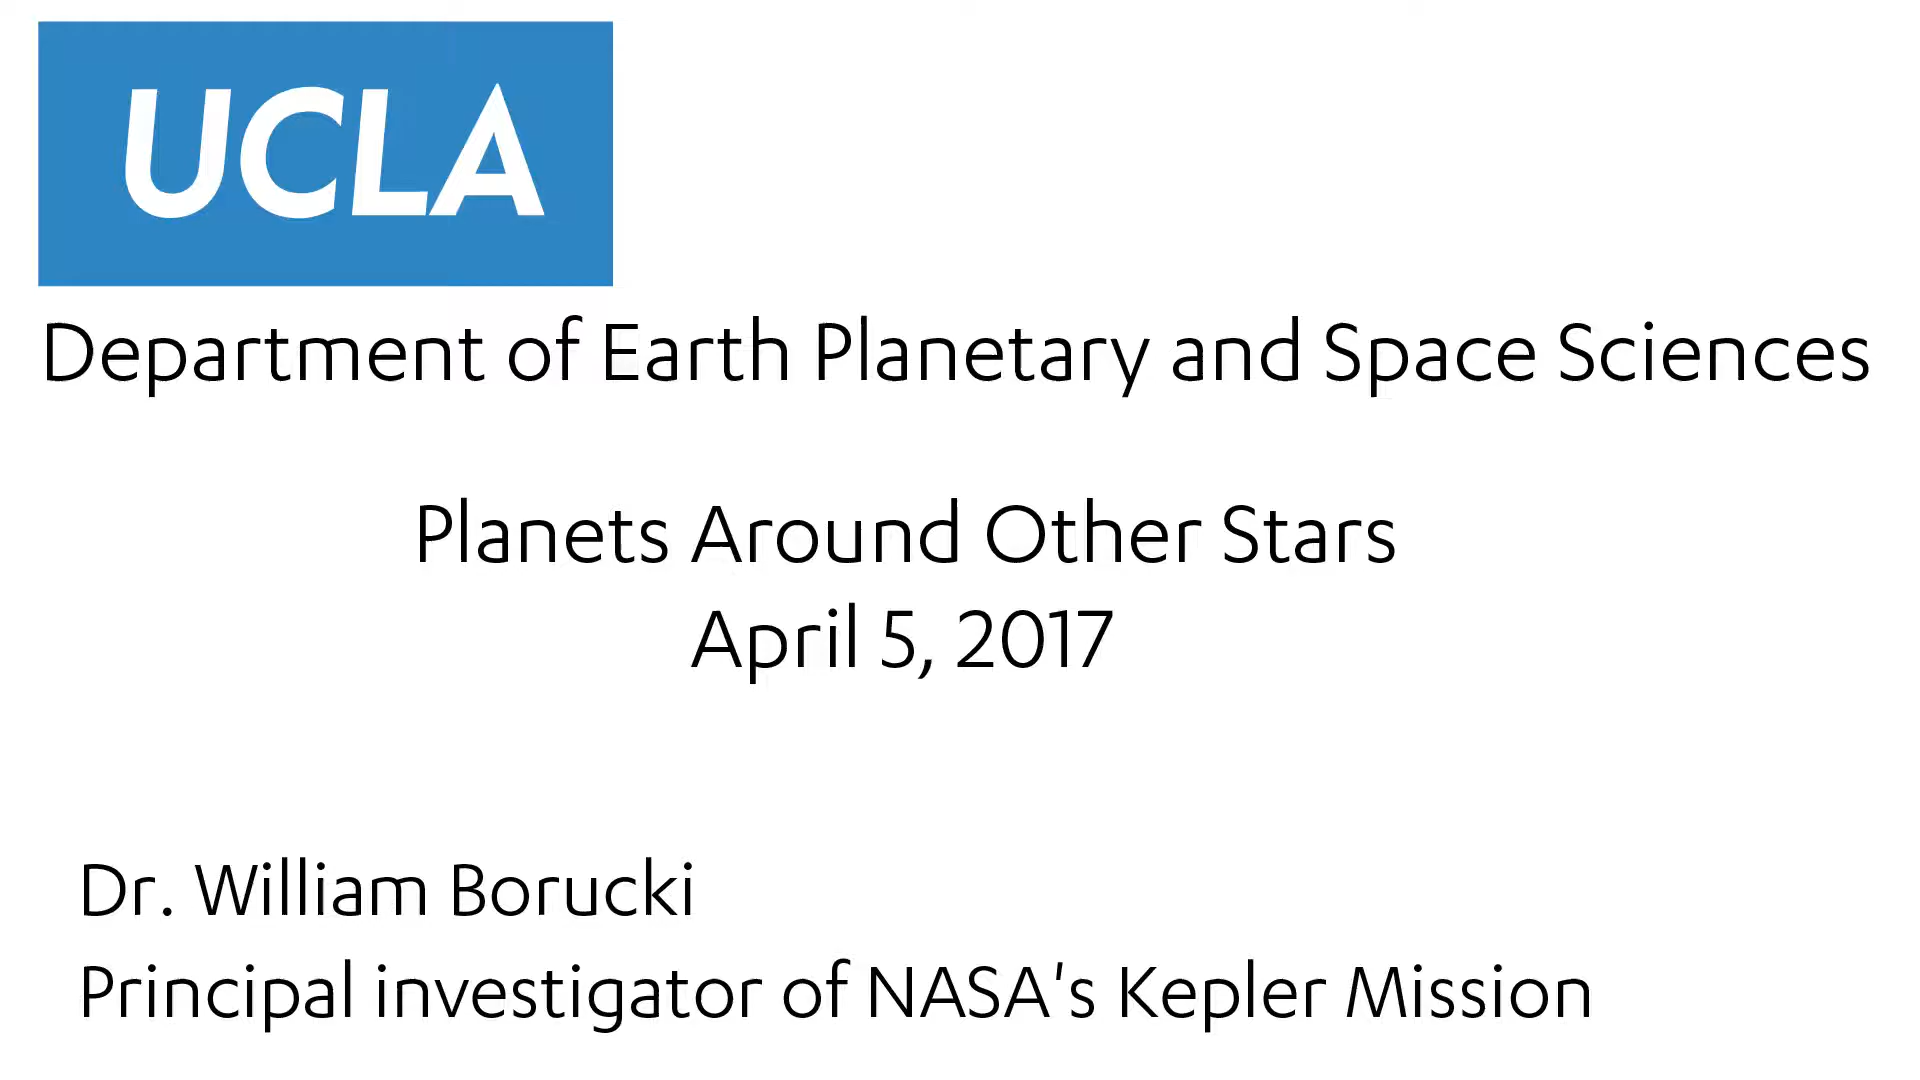 UCLA
Department of Earth Planetary and Space Sciences
Planets Around Other Stars
April 5, 2017
Dr. William Borucki
Principal investigator of NASA's Kepler Mission